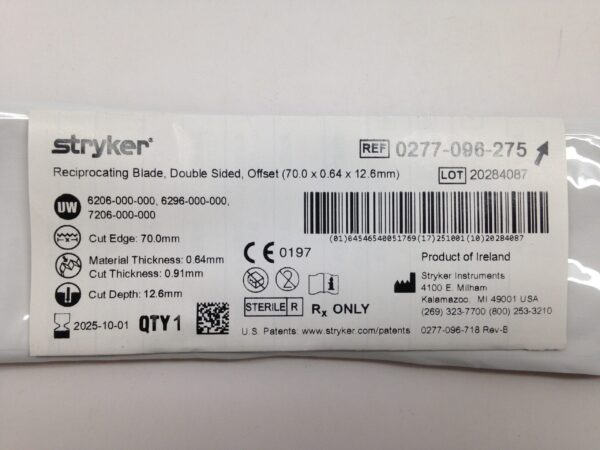 stryker®
REF 0277-096-275
Reciprocating Blade, Double Sided, Offset (70.0 x 0.64 x 12.6mm)
LOT 20284087
UW 6206-000-000, 6296-000-000,
7206-000-000
(01)04546540051769(17)251001(10)20284087
Cut Edge: 70.0mm
Material Thickness: 0.64mm
Cut Thickness: 0.91mm
Cut Depth: 12.6mm
CE 0197
2
i
Product of Ireland
Stryker Instruments
4100 E. Milham
Kalamazoo, MI 49001 USA
(269) 323-7700 (800) 253-3210
2025-10-01 QTY 1
STERILE R Rx ONLY
U.S. Patents: www.stryker.com/patents
0277-096-718 Rev-B